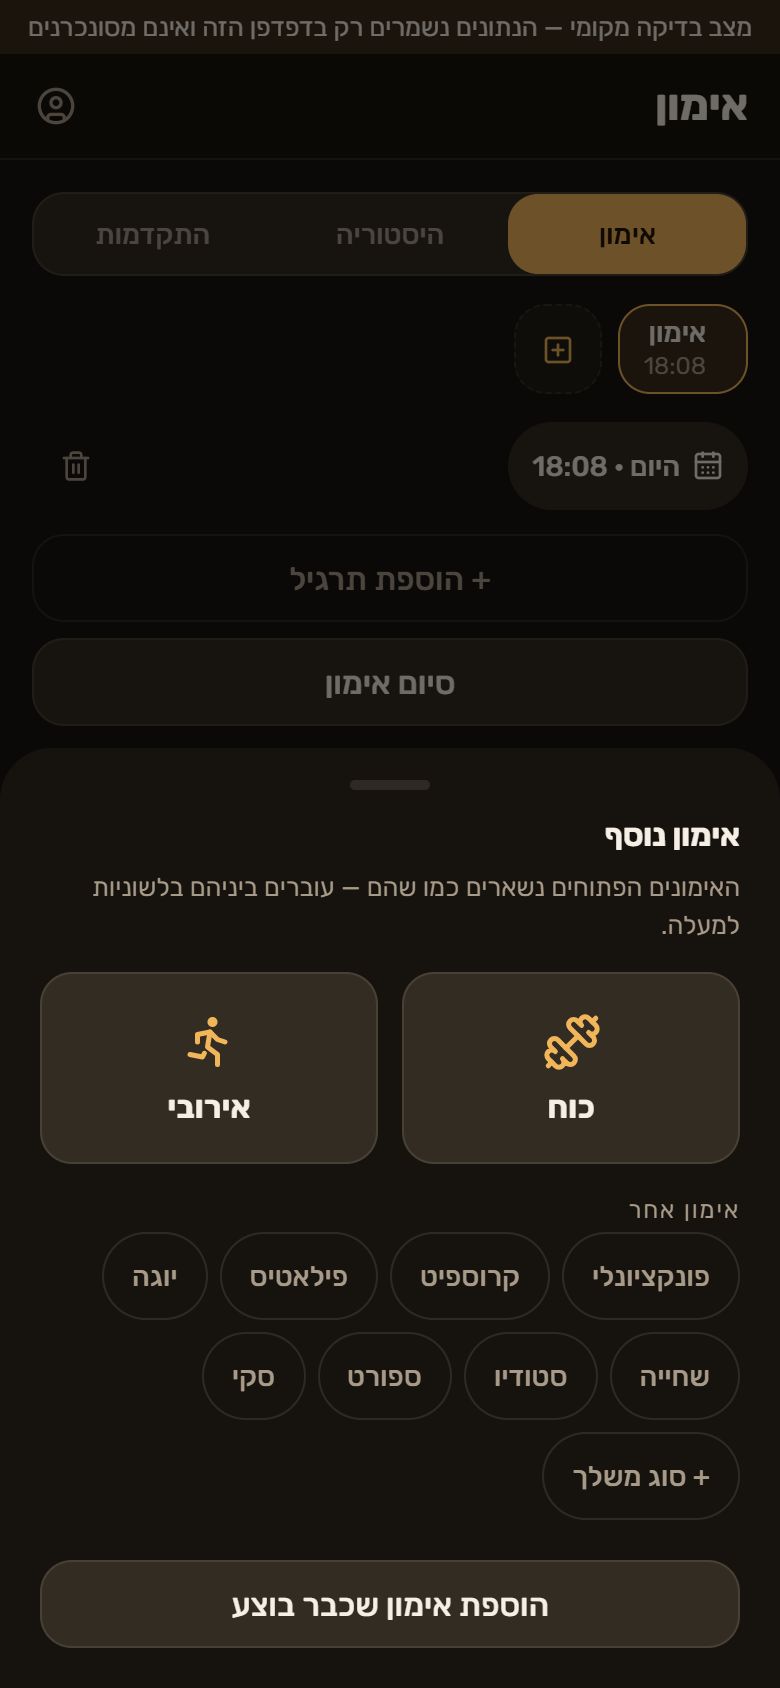 מצב בדיקה מקומי – הנתונים נשמרים רק בדפדפן הזה ואינם מסונכרנים
אימון
אימון היסטוריה התקדמות
אימון
18:08
היום • 18:08
+ הוספת תרגיל
סיום אימון
אימון נוסף
האימונים הפתוחים נשארים כמו שהם – עוברים ביניהם בלשוניות
למעלה.
כוח אירובי
אימון אחר
פונקציונלי קרוספיט פילאטיס יוגה
שחייה סטודיו ספורט סקי
+ סוג משלך
הוספת אימון שכבר בוצע